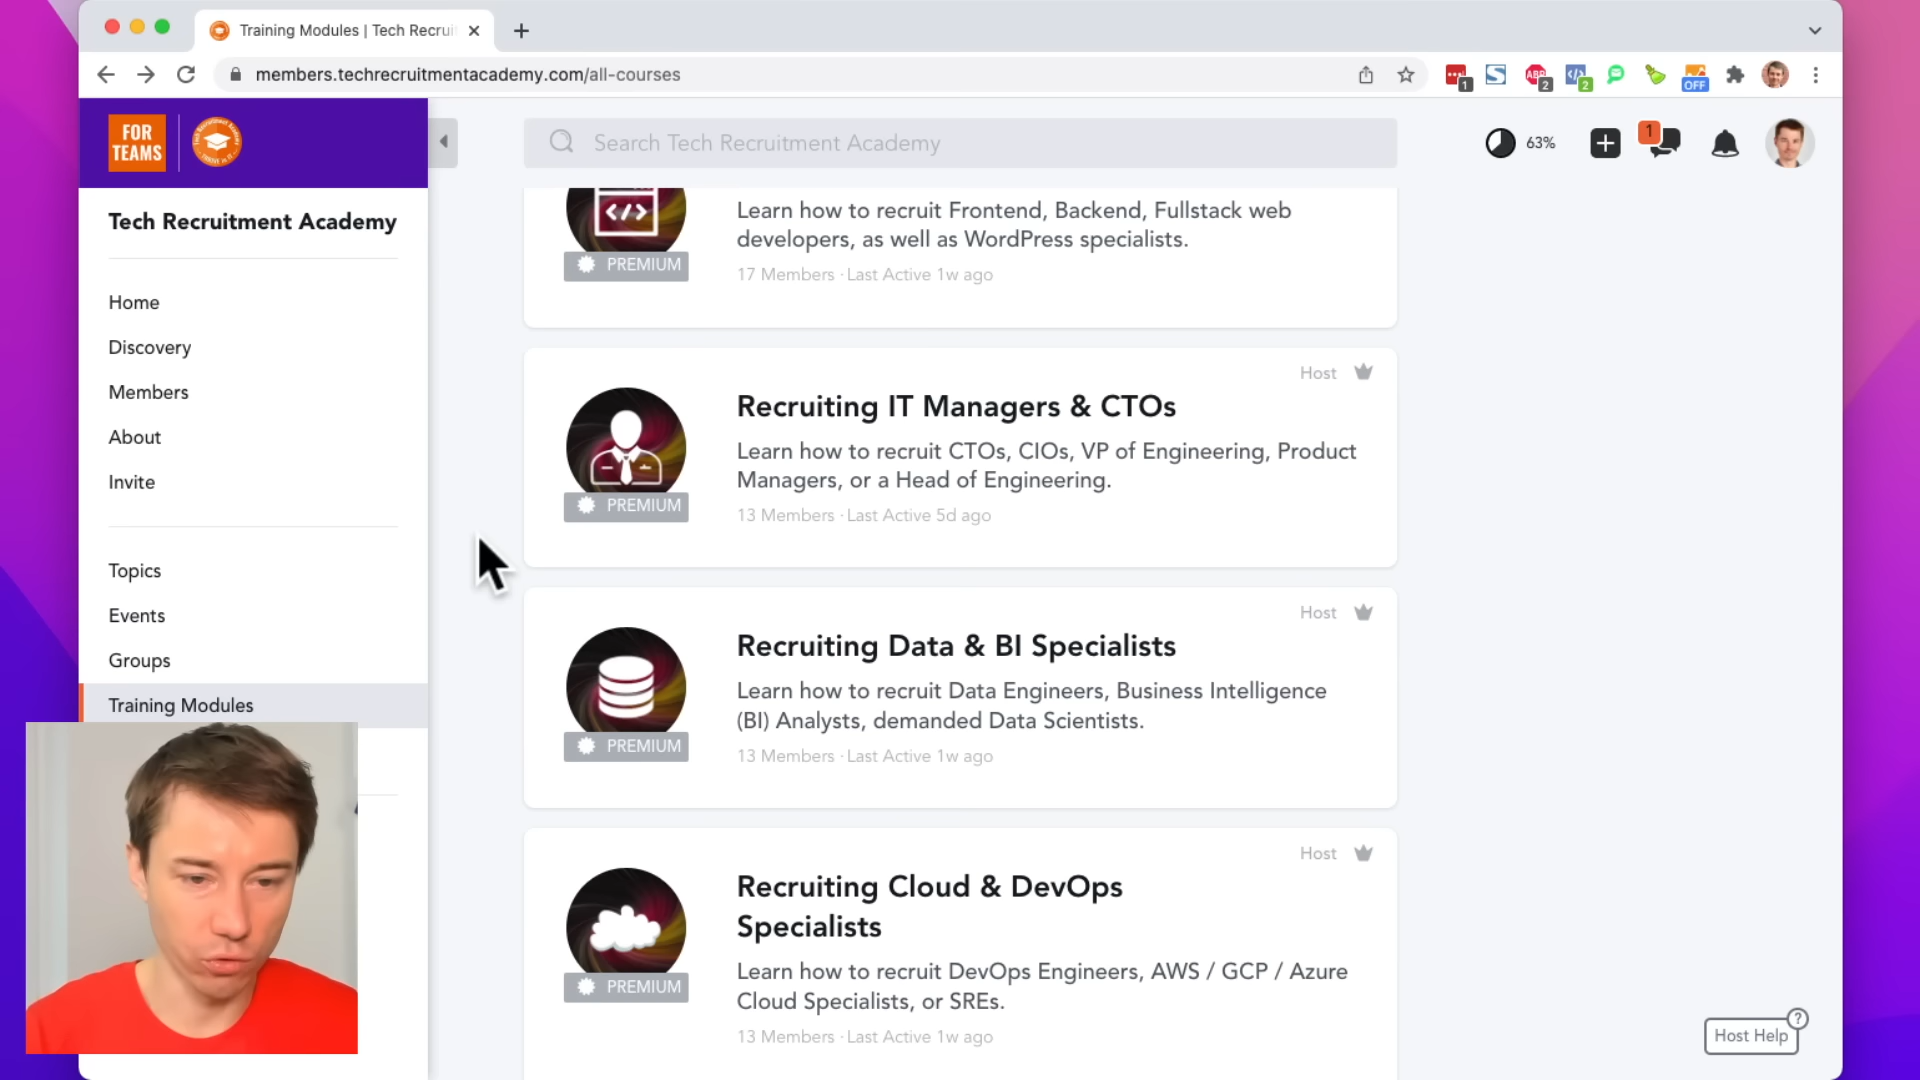 Training Modules | Tech Recrui
members.techrecruitmentacademy.com/all-courses
1
ABP
2
</>
2
OFF
FOR
TEAMS
Search Tech Recruitment Academy
63%
1
Tech Recruitment Academy
Home
Discovery
Members
About
Invite
Topics
Events
Groups
Training Modules
</>
PREMIUM
Learn how to recruit Frontend, Backend, Fullstack web
developers, as well as WordPress specialists.
17 Members · Last Active 1w ago
Host
Recruiting IT Managers & CTOs
Learn how to recruit CTOs, CIOs, VP of Engineering, Product
Managers, or a Head of Engineering.
PREMIUM
13 Members · Last Active 5d ago
Host
Recruiting Data & BI Specialists
Learn how to recruit Data Engineers, Business Intelligence
(BI) Analysts, demanded Data Scientists.
PREMIUM
13 Members · Last Active 1w ago
Host
Recruiting Cloud & DevOps
Specialists
Learn how to recruit DevOps Engineers, AWS / GCP / Azure
Cloud Specialists, or SREs.
PREMIUM
13 Members · Last Active 1w ago
?
Host Help